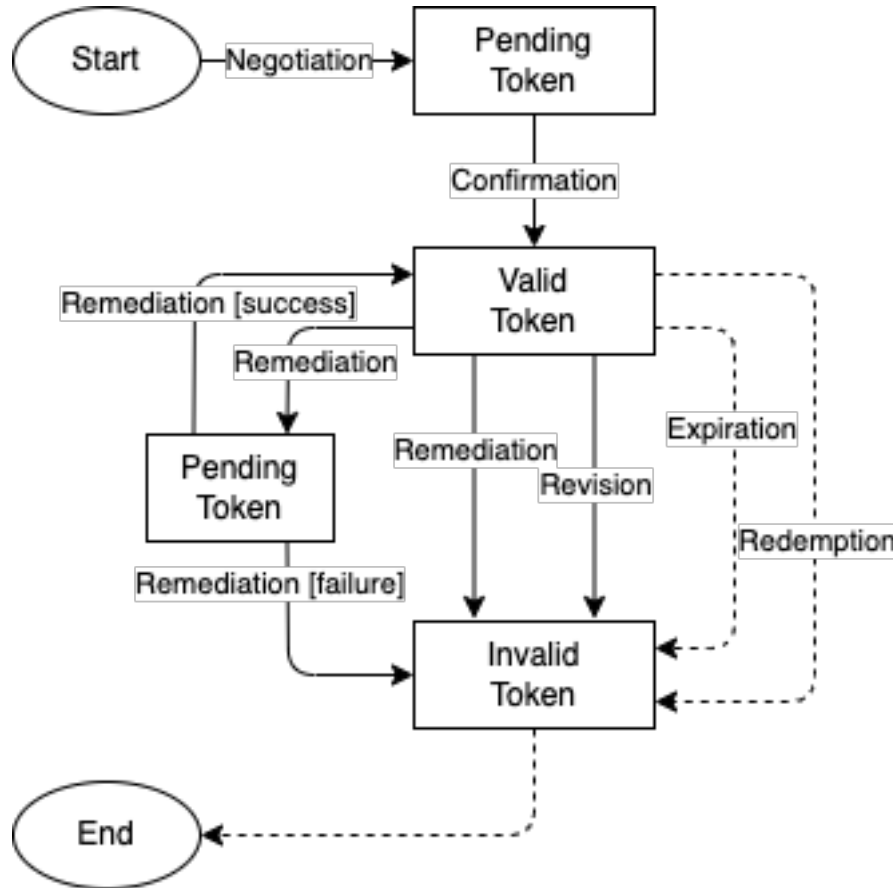 Start
Negotiation
Pending
Token
Confirmation
Valid
Token
Remediation [success]
Remediation
Expiration
Remediation
Pending
Token
Revision
Redemption
Remediation [failure]
Invalid
Token
End